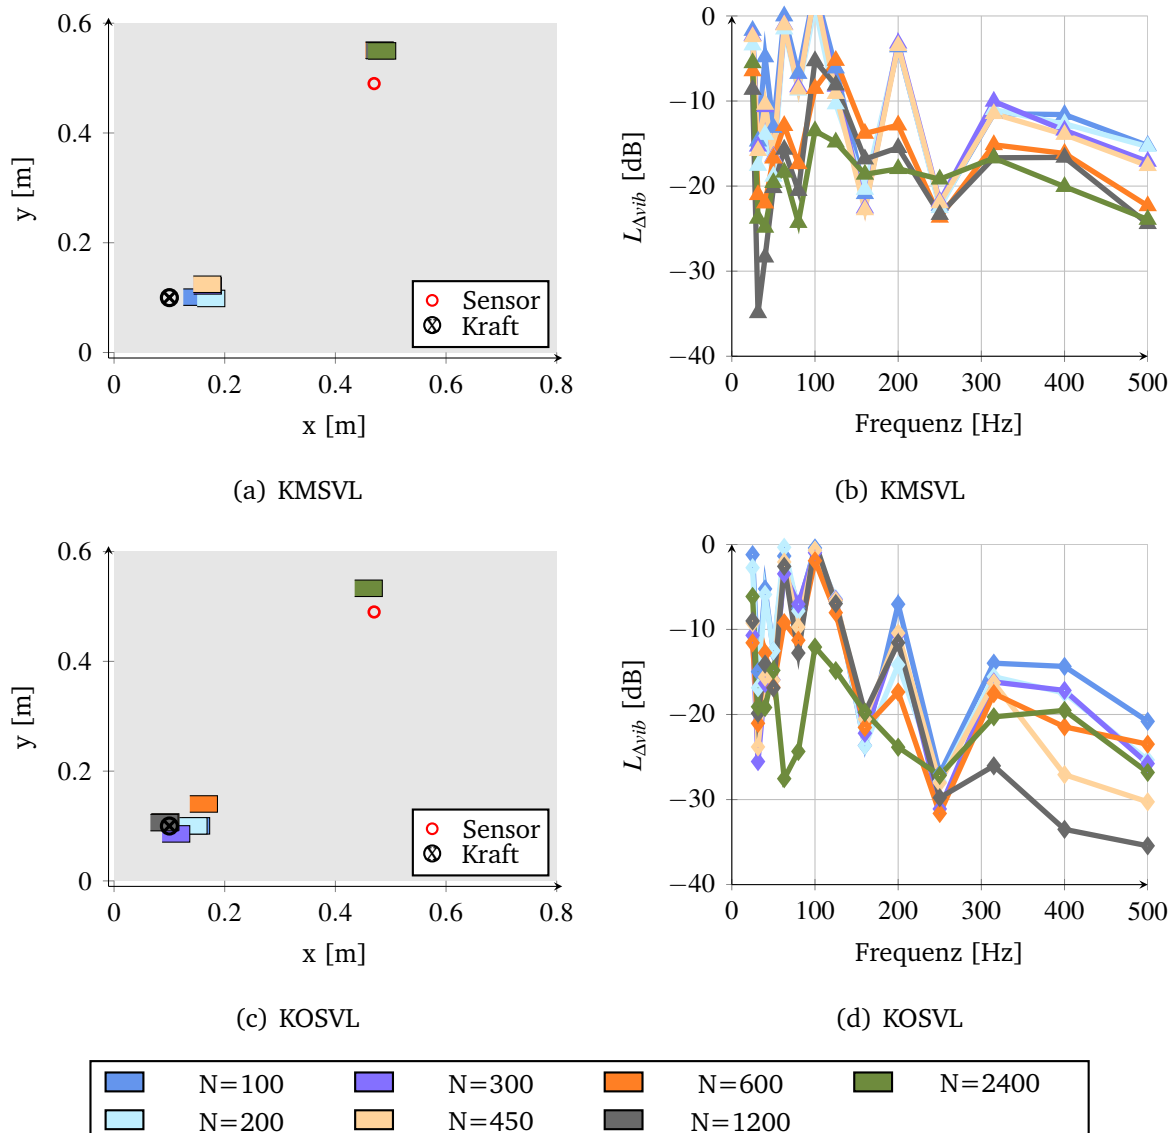 0.6
0.4
0.2
0
y [m]
0
0.2
0.4
0.6
0.8
x [m]
Sensor
Kraft
(a) KMSVL
0
−10
−20
−30
−40
L_Δvib [dB]
0
100
200
300
400
500
Frequenz [Hz]
(b) KMSVL
0.6
0.4
0.2
0
y [m]
0
0.2
0.4
0.6
0.8
x [m]
Sensor
Kraft
(c) KOSVL
0
−10
−20
−30
−40
L_Δvib [dB]
0
100
200
300
400
500
Frequenz [Hz]
(d) KOSVL
N=100 N=300 N=600 N=2400
N=200 N=450 N=1200